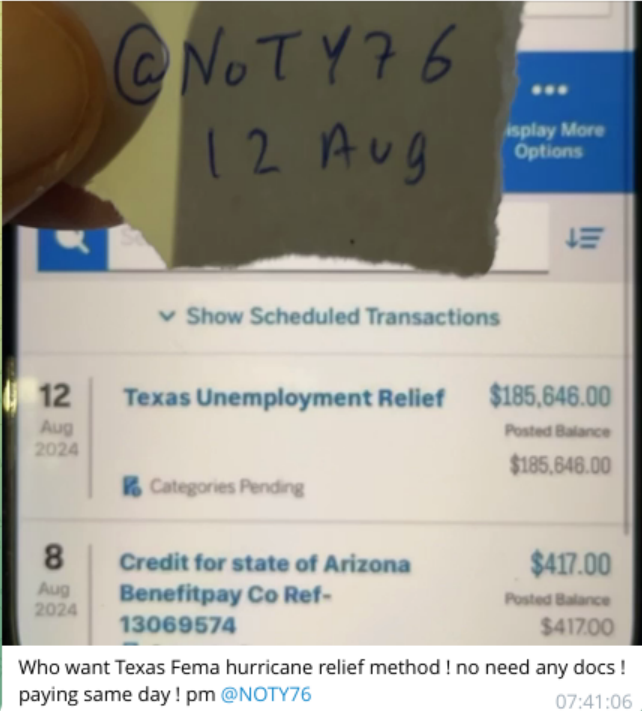 @NOTY76
12 Aug
•••
isplay More
Options
Show Scheduled Transactions
12
Aug
2024
Texas Unemployment Relief
$185,646.00
Posted Balance
$185,646.00
Categories Pending
8
Aug
2024
Credit for state of Arizona
Benefitpay Co Ref-
13069574
$417.00
Posted Balance
$417.00
Who want Texas Fema hurricane relief method ! no need any docs !
paying same day ! pm @NOTY76
07:41:06